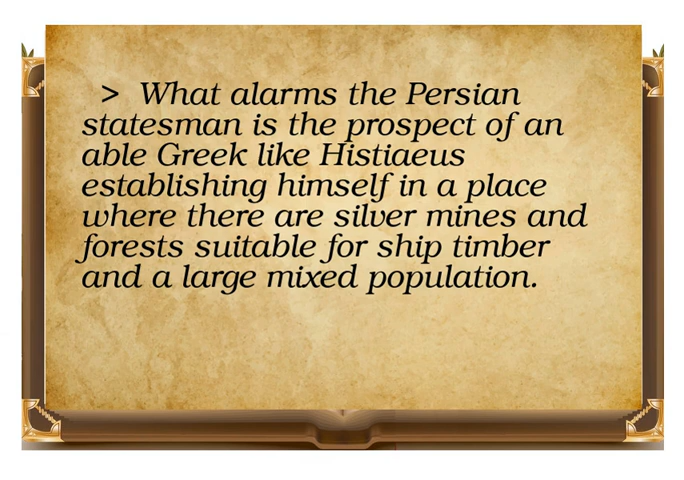 > What alarms the Persian
statesman is the prospect of an
able Greek like Histiaeus
establishing himself in a place
where there are silver mines and
forests suitable for ship timber
and a large mixed population.